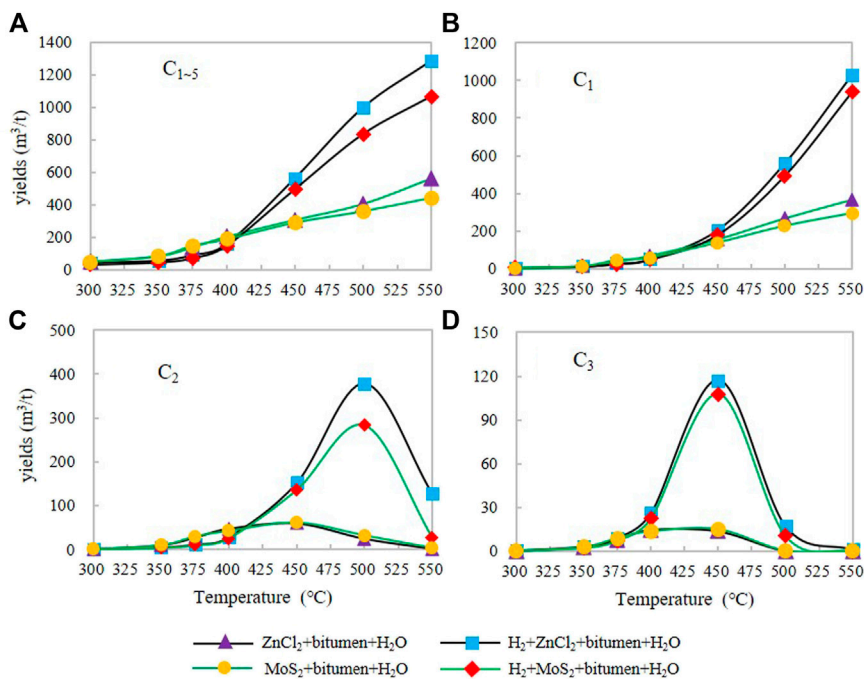 A
B
C₁~₅
C₁
yields (m³/t)
1400
1200
1000
800
600
400
200
0
1200
1000
800
600
400
200
0
300 325 350 375 400 425 450 475 500 525 550
300 325 350 375 400 425 450 475 500 525 550
C
D
C₂
C₃
yields (m³/t)
500
400
300
200
100
0
150
120
90
60
30
0
300 325 350 375 400 425 450 475 500 525 550
300 325 350 375 400 425 450 475 500 525 550
Temperature (°C)
Temperature (°C)
ZnCl₂+bitumen+H₂O
H₂+ZnCl₂+bitumen+H₂O
MoS₂+bitumen+H₂O
H₂+MoS₂+bitumen+H₂O